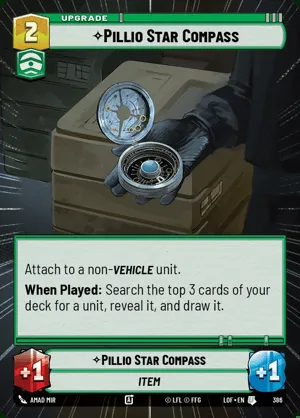 UPGRADE
2
✧PILLIO STAR COMPASS
Attach to a non-VEHICLE unit.
When Played: Search the top 3 cards of your
deck for a unit, reveal it, and draw it.
+1
✧PILLIO STAR COMPASS
+1
ITEM
AMAD MIR
© LFL © FFG
LOF • EN
386